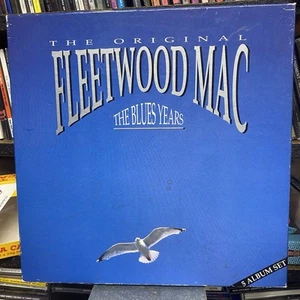 THE ORIGINAL
FLEETWOOD MAC
THE BLUES YEARS
5 ALBUM SET